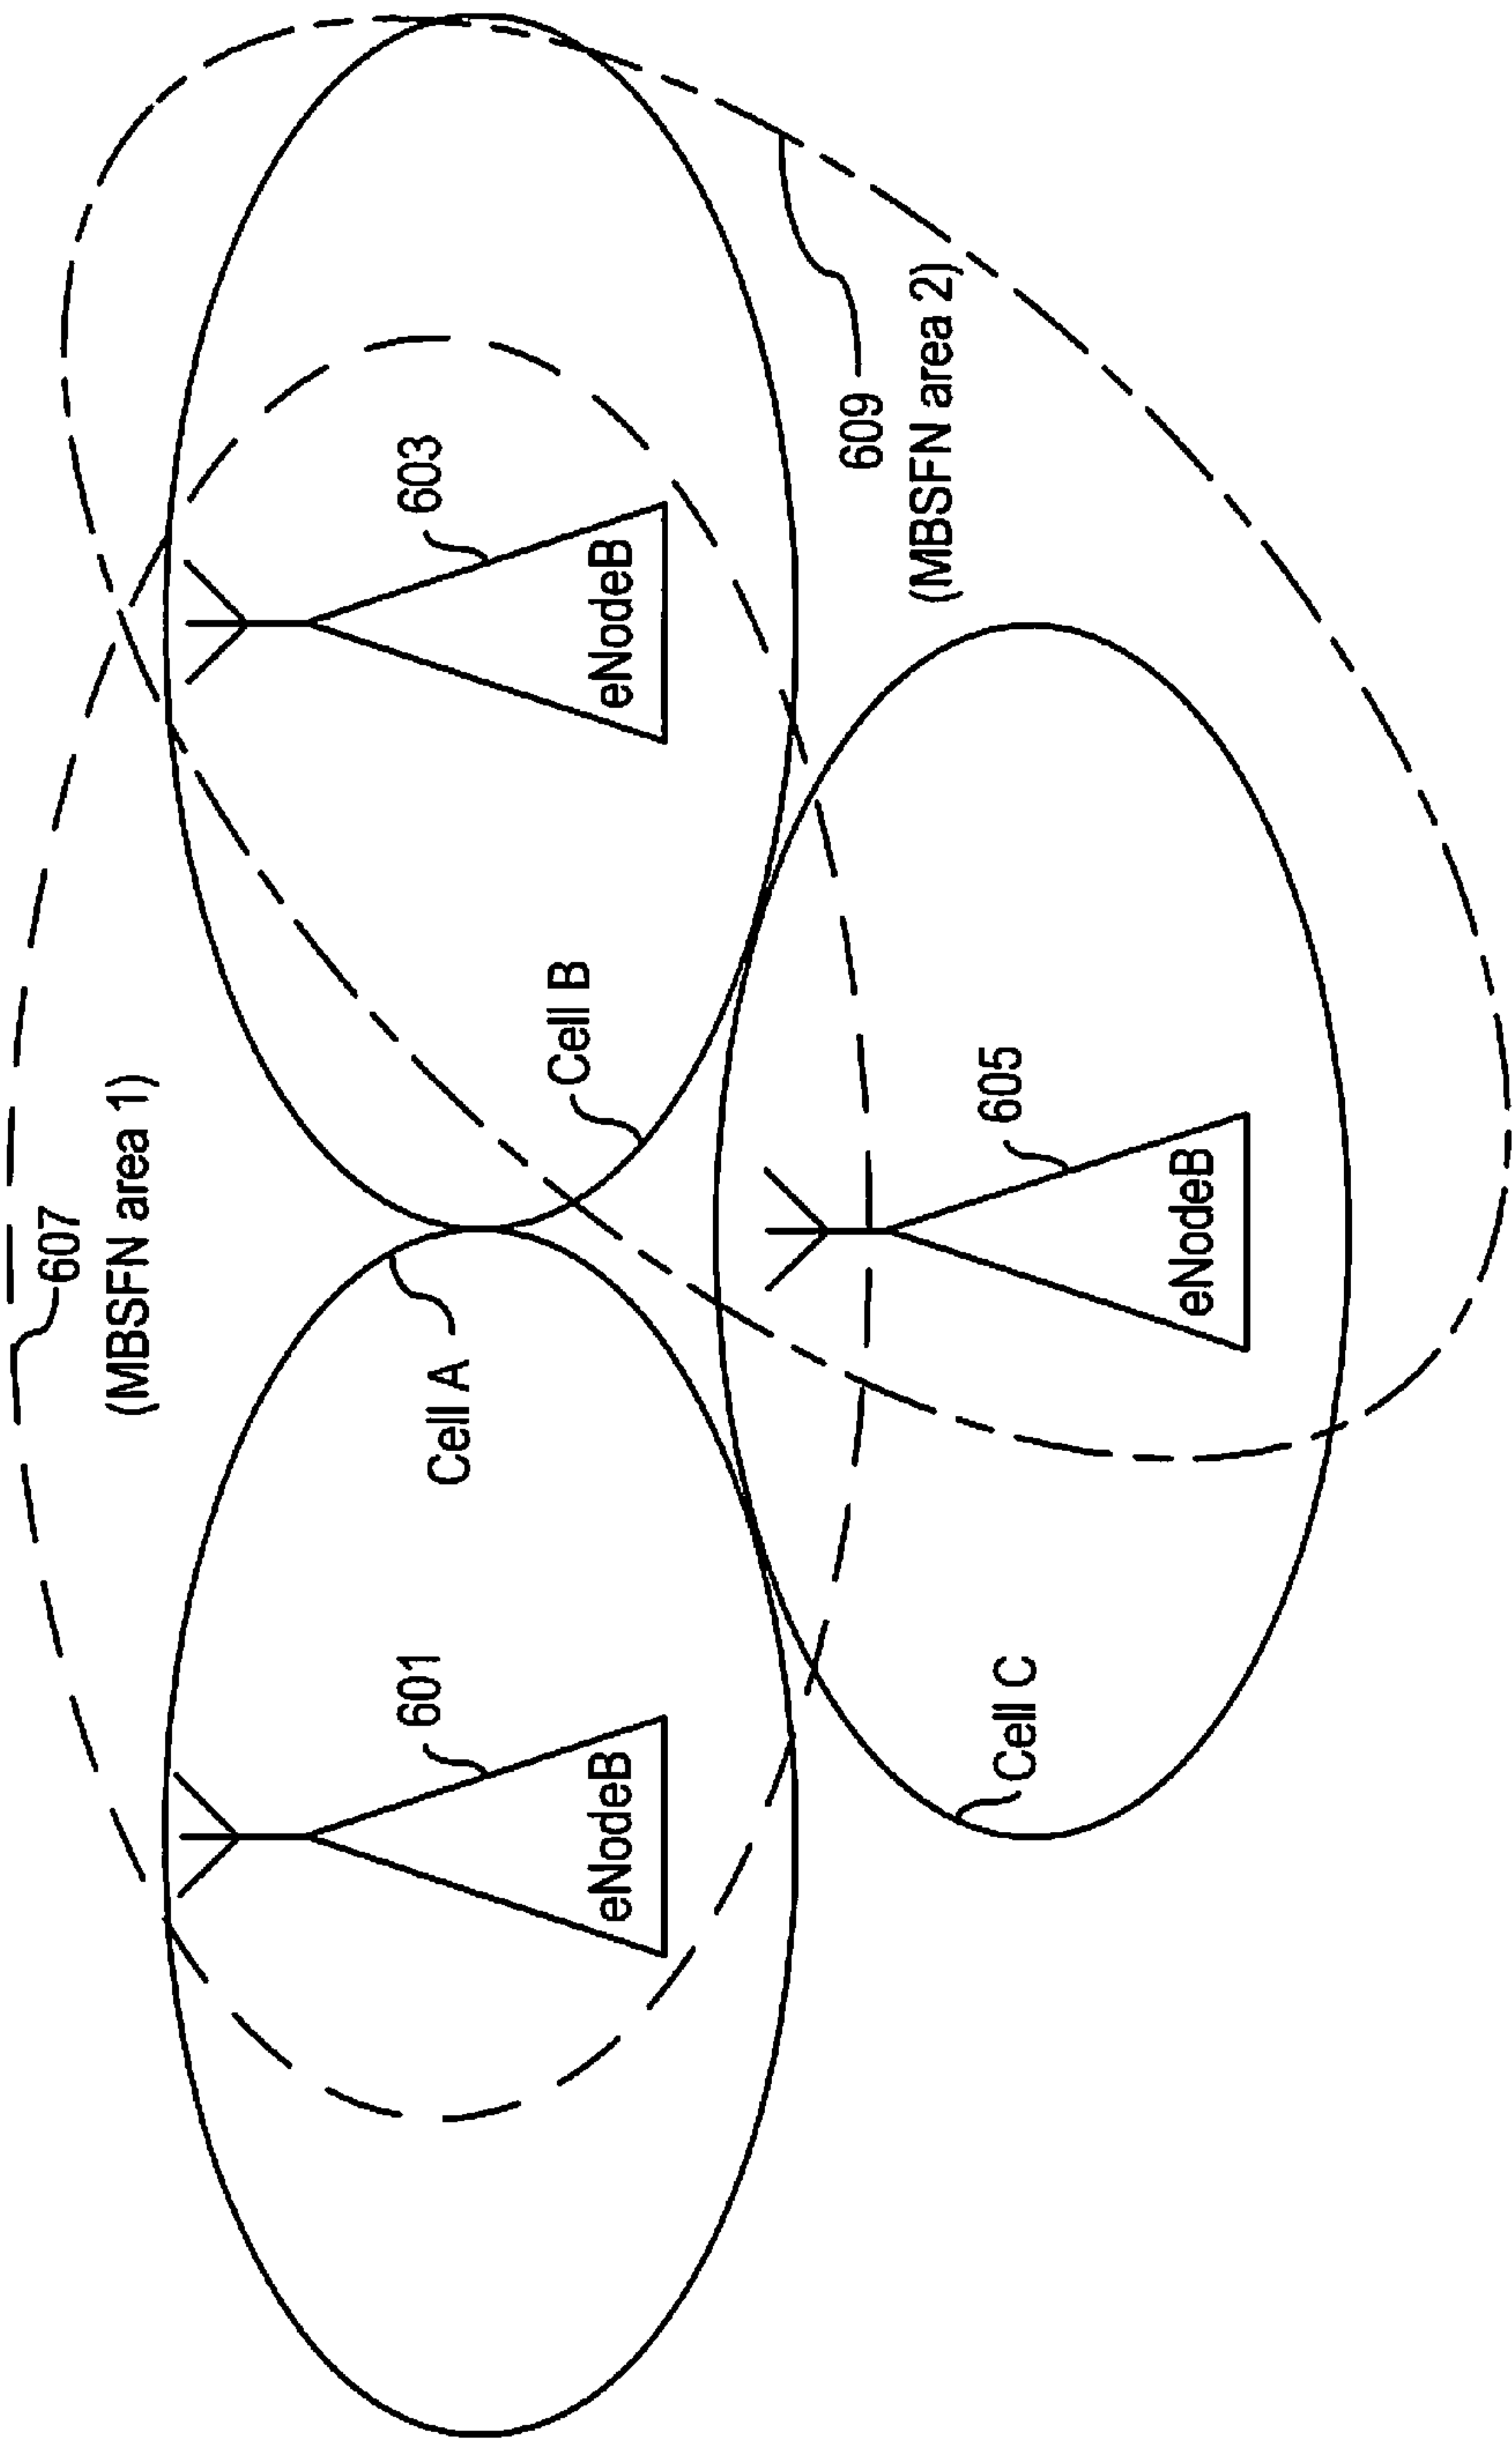 607
(MBSFN area 1)
Cell A
Cell B
601
eNodeB
603
eNodeB
609
(MBSFN area 2)
Cell C
605
eNodeB